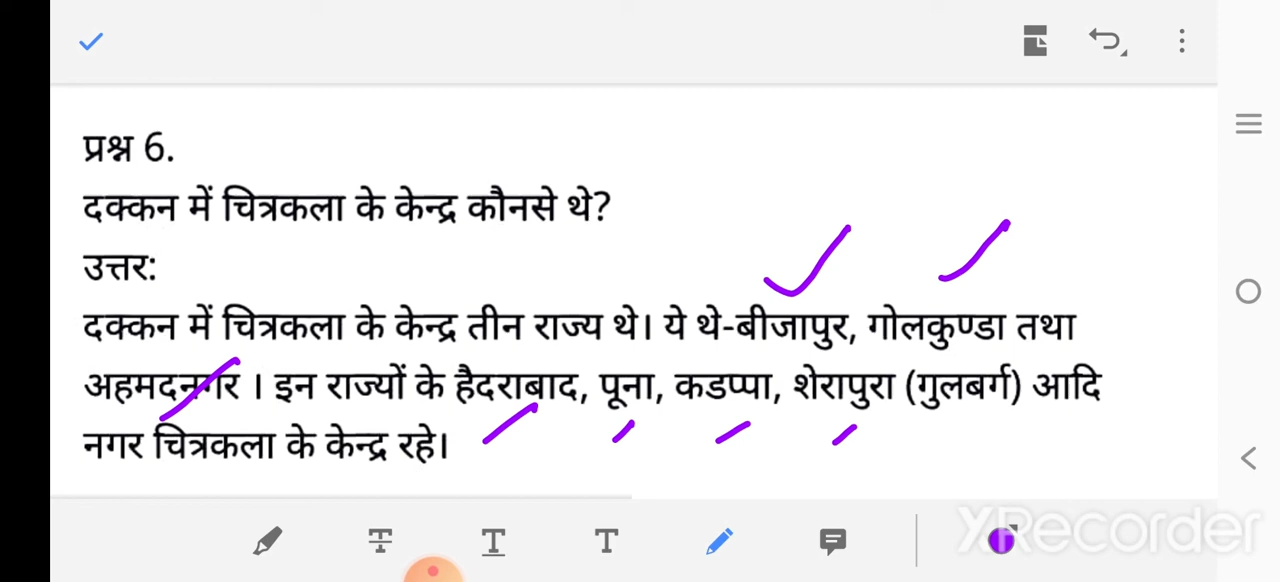 प्रश्न 6.
दक्कन में चित्रकला के केन्द्र कौनसे थे?
उत्तर:
दक्कन में चित्रकला के केन्द्र तीन राज्य थे। ये थे-बीजापुर, गोलकुण्डा तथा
अहमदनगर । इन राज्यों के हैदराबाद, पूना, कडप्पा, शेरापुरा (गुलबर्ग) आदि
नगर चित्रकला के केन्द्र रहे।
T T T
XRecorder